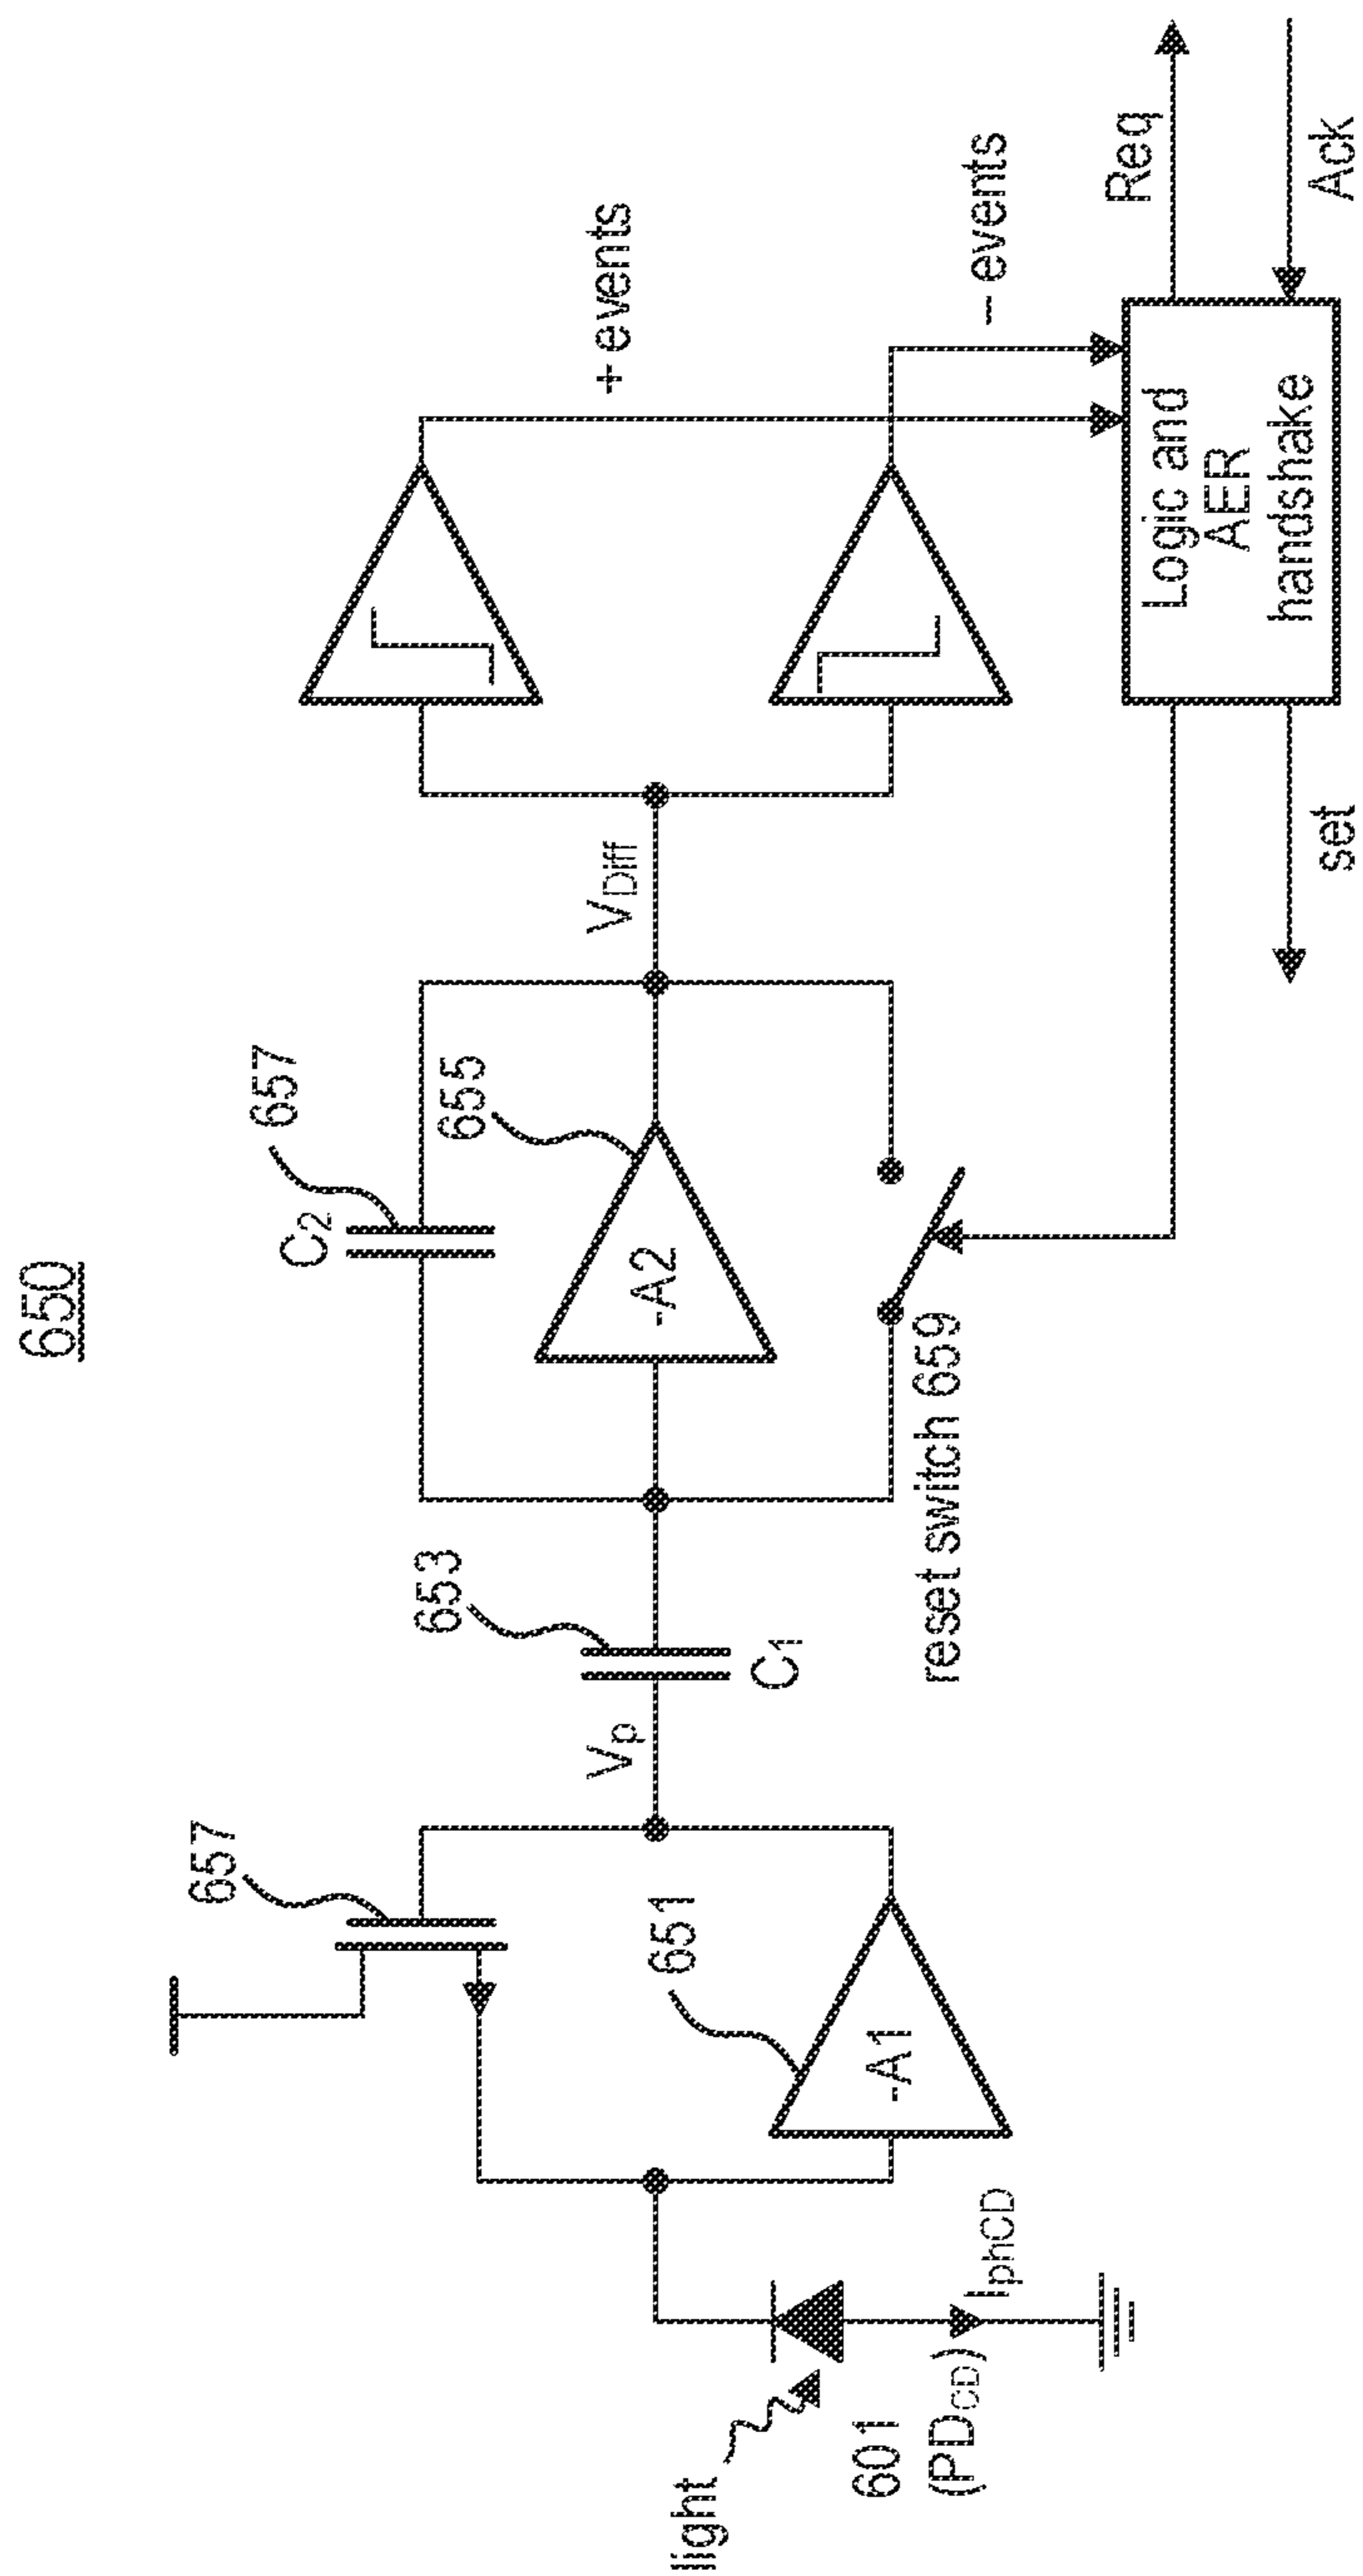 650
657
657
655
653
651
C2
-A2
-A1
Vp
C1
VDiff
reset switch 659
+ events
− events
Req
Ack
set
Logic and
AER
handshake
light
601
(PDCD)
IphCD